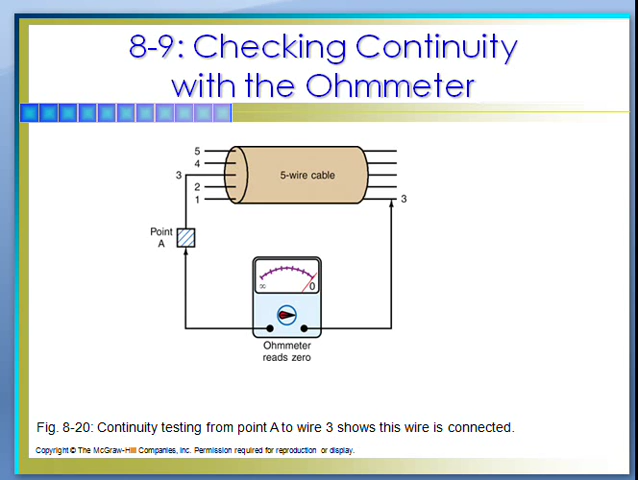 8-9: Checking Continuity
with the Ohmmeter
5
4
3
2
1
5-wire cable
3
Point
A
∞
0
Ohmmeter
reads zero
Fig. 8-20: Continuity testing from point A to wire 3 shows this wire is connected.
Copyright © The McGraw-Hill Companies, Inc. Permission required for reproduction or display.